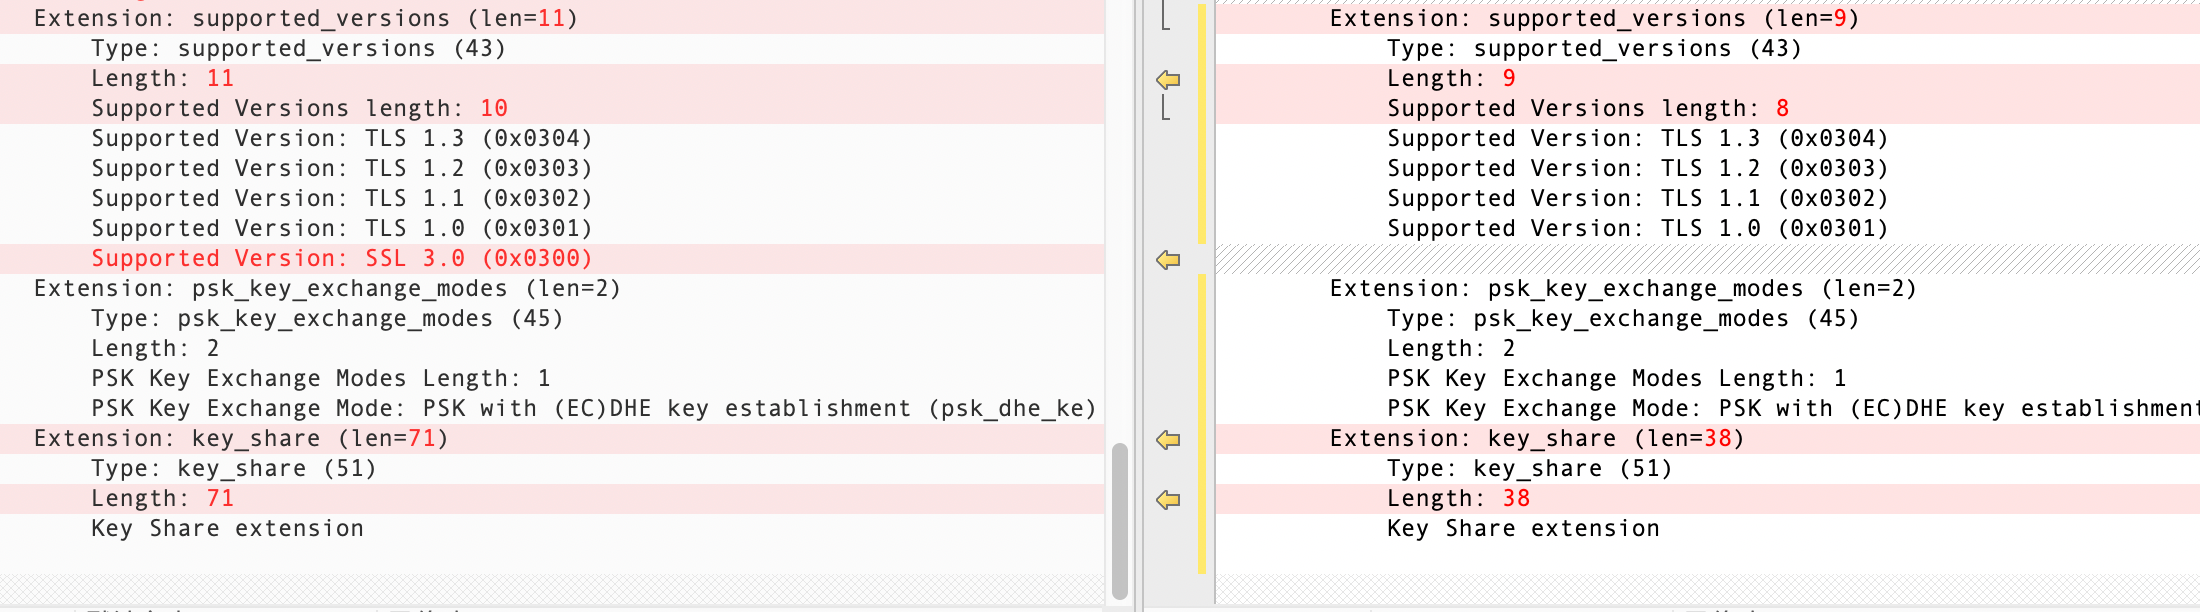 Extension: supported_versions (len=11)
Type: supported_versions (43)
Length: 11
Supported Versions length: 10
Supported Version: TLS 1.3 (0x0304)
Supported Version: TLS 1.2 (0x0303)
Supported Version: TLS 1.1 (0x0302)
Supported Version: TLS 1.0 (0x0301)
Supported Version: SSL 3.0 (0x0300)
Extension: psk_key_exchange_modes (len=2)
Type: psk_key_exchange_modes (45)
Length: 2
PSK Key Exchange Modes Length: 1
PSK Key Exchange Mode: PSK with (EC)DHE key establishment (psk_dhe_ke)
Extension: key_share (len=71)
Type: key_share (51)
Length: 71
Key Share extension
Extension: supported_versions (len=9)
Type: supported_versions (43)
Length: 9
Supported Versions length: 8
Supported Version: TLS 1.3 (0x0304)
Supported Version: TLS 1.2 (0x0303)
Supported Version: TLS 1.1 (0x0302)
Supported Version: TLS 1.0 (0x0301)
Extension: psk_key_exchange_modes (len=2)
Type: psk_key_exchange_modes (45)
Length: 2
PSK Key Exchange Modes Length: 1
PSK Key Exchange Mode: PSK with (EC)DHE key establishment
Extension: key_share (len=38)
Type: key_share (51)
Length: 38
Key Share extension